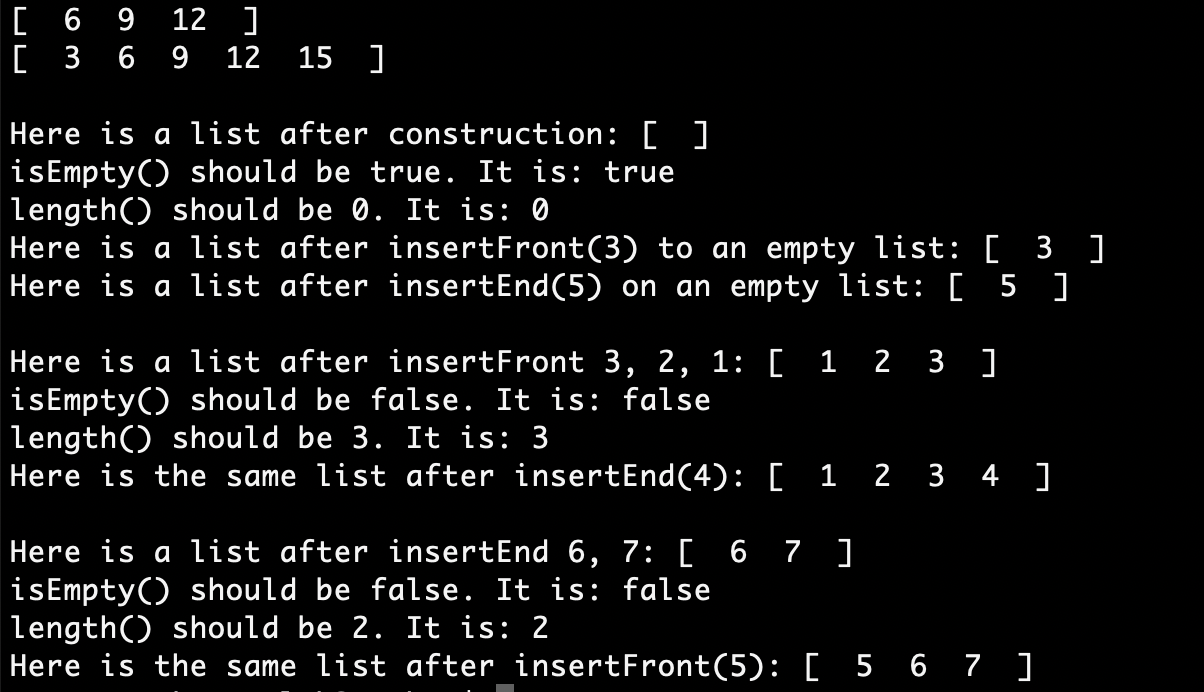 [  6  9  12  ]
[  3  6  9  12  15  ]
Here is a list after construction: [  ]
isEmpty() should be true. It is: true
length() should be 0. It is: 0
Here is a list after insertFront(3) to an empty list: [  3  ]
Here is a list after insertEnd(5) on an empty list: [  5  ]
Here is a list after insertFront 3, 2, 1: [  1  2  3  ]
isEmpty() should be false. It is: false
length() should be 3. It is: 3
Here is the same list after insertEnd(4): [  1  2  3  4  ]
Here is a list after insertEnd 6, 7: [  6  7  ]
isEmpty() should be false. It is: false
length() should be 2. It is: 2
Here is the same list after insertFront(5): [  5  6  7  ]